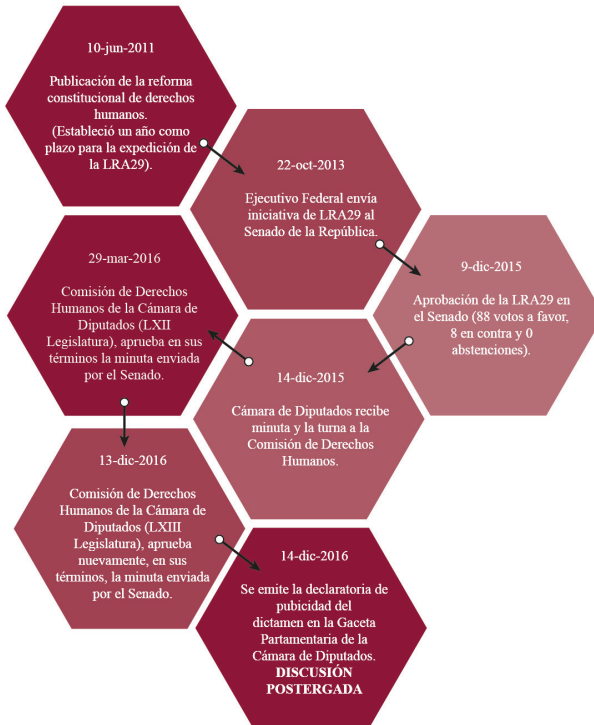 10-jun-2011
Publicación de la reforma
constitucional de derechos
humanos.
(Estableció un año como
plazo para la expedición de
la LRA29).
22-oct-2013
Ejecutivo Federal envía
iniciativa de LRA29 al
Senado de la República.
9-dic-2015
Aprobación de la LRA29 en
el Senado (88 votos a favor,
8 en contra y 0
abstenciones).
14-dic-2015
Cámara de Diputados recibe
minuta y la turna a la
Comisión de Derechos
Humanos.
29-mar-2016
Comisión de Derechos
Humanos de la Cámara de
Diputados (LXII
Legislatura), aprueba en sus
términos la minuta enviada
por el Senado.
13-dic-2016
Comisión de Derechos
Humanos de la Cámara de
Diputados (LXIII
Legislatura), aprueba
nuevamente, en sus
términos, la minuta enviada
por el Senado.
14-dic-2016
Se emite la declaratoria de
pubicidad del
dictamen en la Gaceta
Partamentaria de la
Cámara de Diputados.
DISCUSIÓN
POSTERGADA